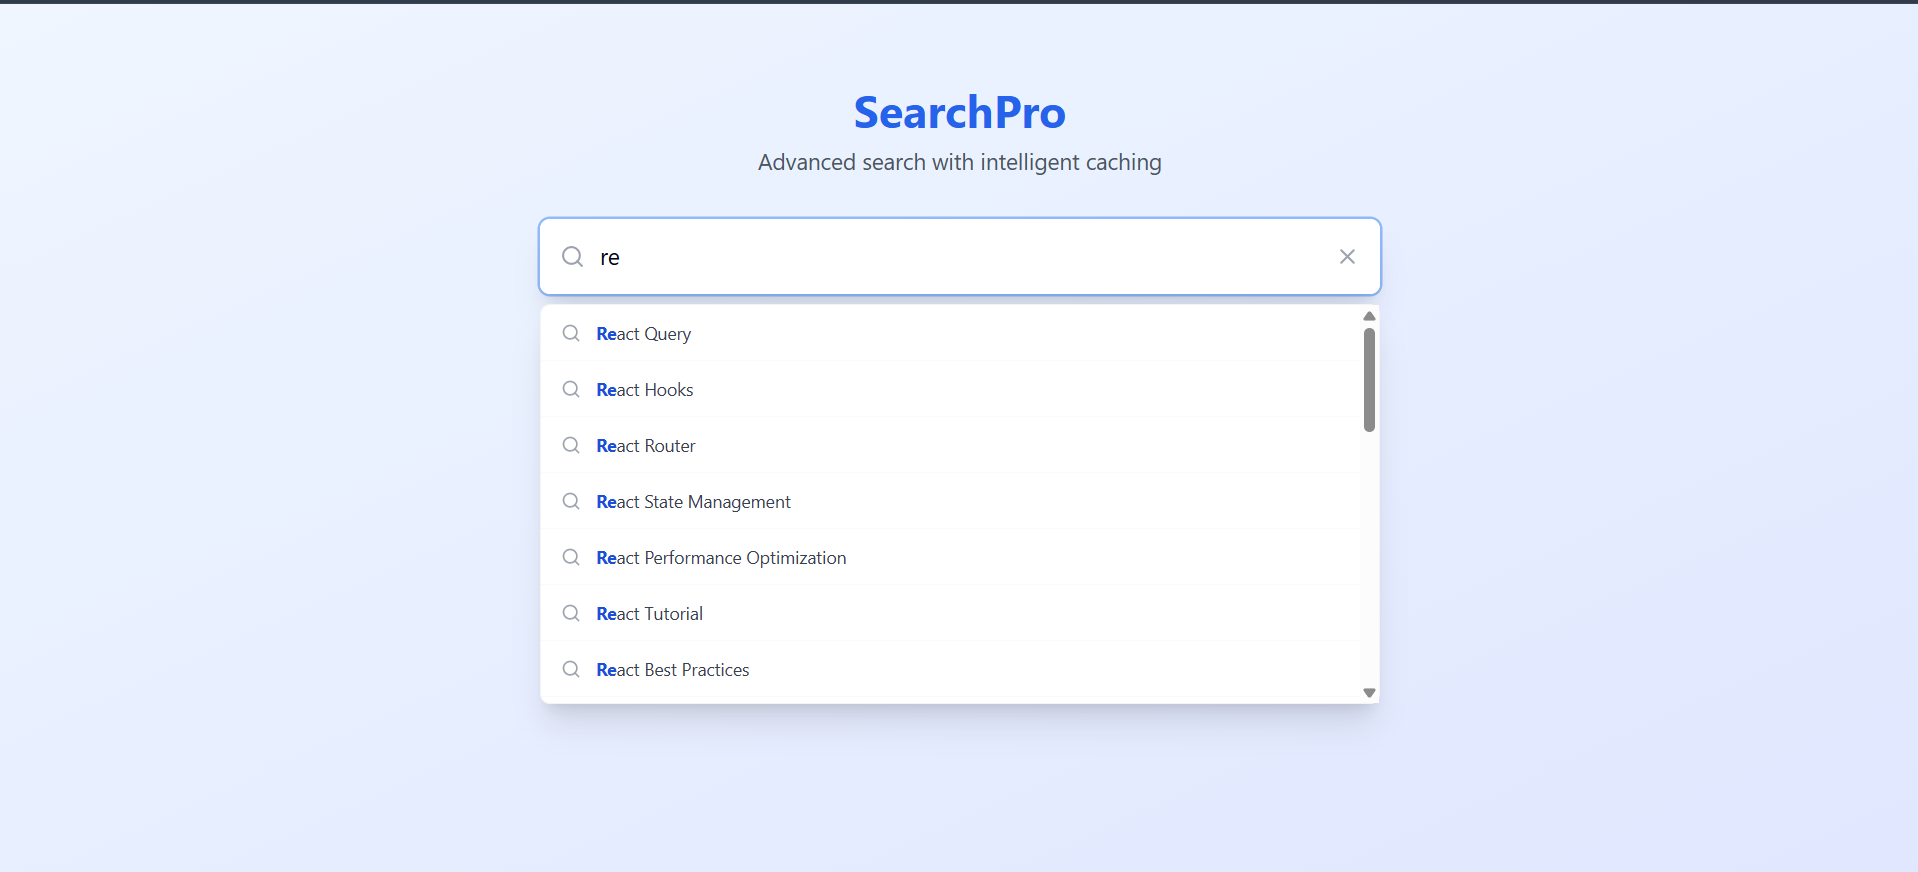 SearchPro
Advanced search with intelligent caching
re
React Query
React Hooks
React Router
React State Management
React Performance Optimization
React Tutorial
React Best Practices